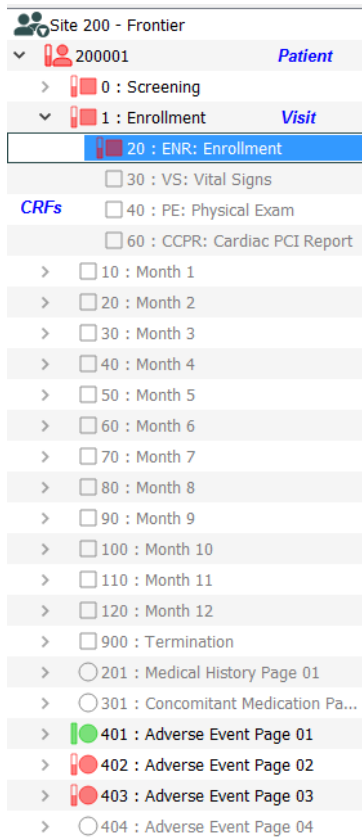 Site 200 - Frontier
200001 Patient
0 : Screening
1 : Enrollment Visit
20 : ENR: Enrollment
30 : VS: Vital Signs
CRFs 40 : PE: Physical Exam
60 : CCPR: Cardiac PCI Report
10 : Month 1
20 : Month 2
30 : Month 3
40 : Month 4
50 : Month 5
60 : Month 6
70 : Month 7
80 : Month 8
90 : Month 9
100 : Month 10
110 : Month 11
120 : Month 12
900 : Termination
201 : Medical History Page 01
301 : Concomitant Medication Pa...
401 : Adverse Event Page 01
402 : Adverse Event Page 02
403 : Adverse Event Page 03
404 : Adverse Event Page 04